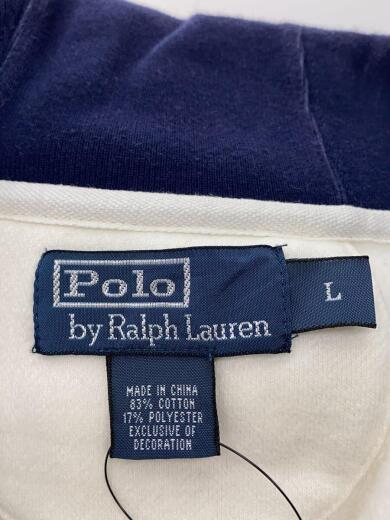 Polo
by Ralph Lauren
L
MADE IN CHINA
83% COTTON
17% POLYESTER
EXCLUSIVE OF
DECORATION